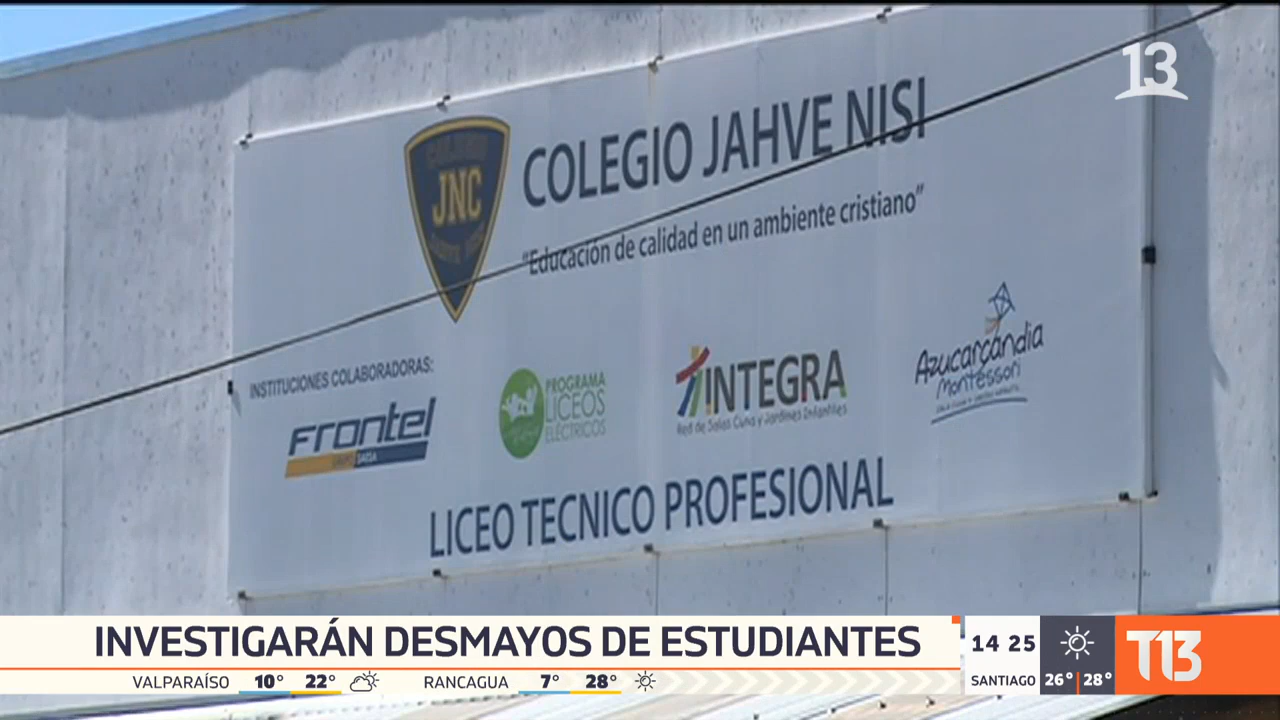 13
COLEGIO JAHVE NISI
"Educación de calidad en un ambiente cristiano"
JNC
INSTITUCIONES COLABORADORAS:
FRONTEL
PROGRAMA
LICEOS
ELÉCTRICOS
INTEGRA
Red de Salas Cuna y Jardines Infantiles
Azucarcandia
Montessori
LICEO TECNICO PROFESIONAL
INVESTIGARÁN DESMAYOS DE ESTUDIANTES
VALPARAÍSO 10° 22° RANCAGUA 7° 28°
14 25
SANTIAGO 26° 28°
T13